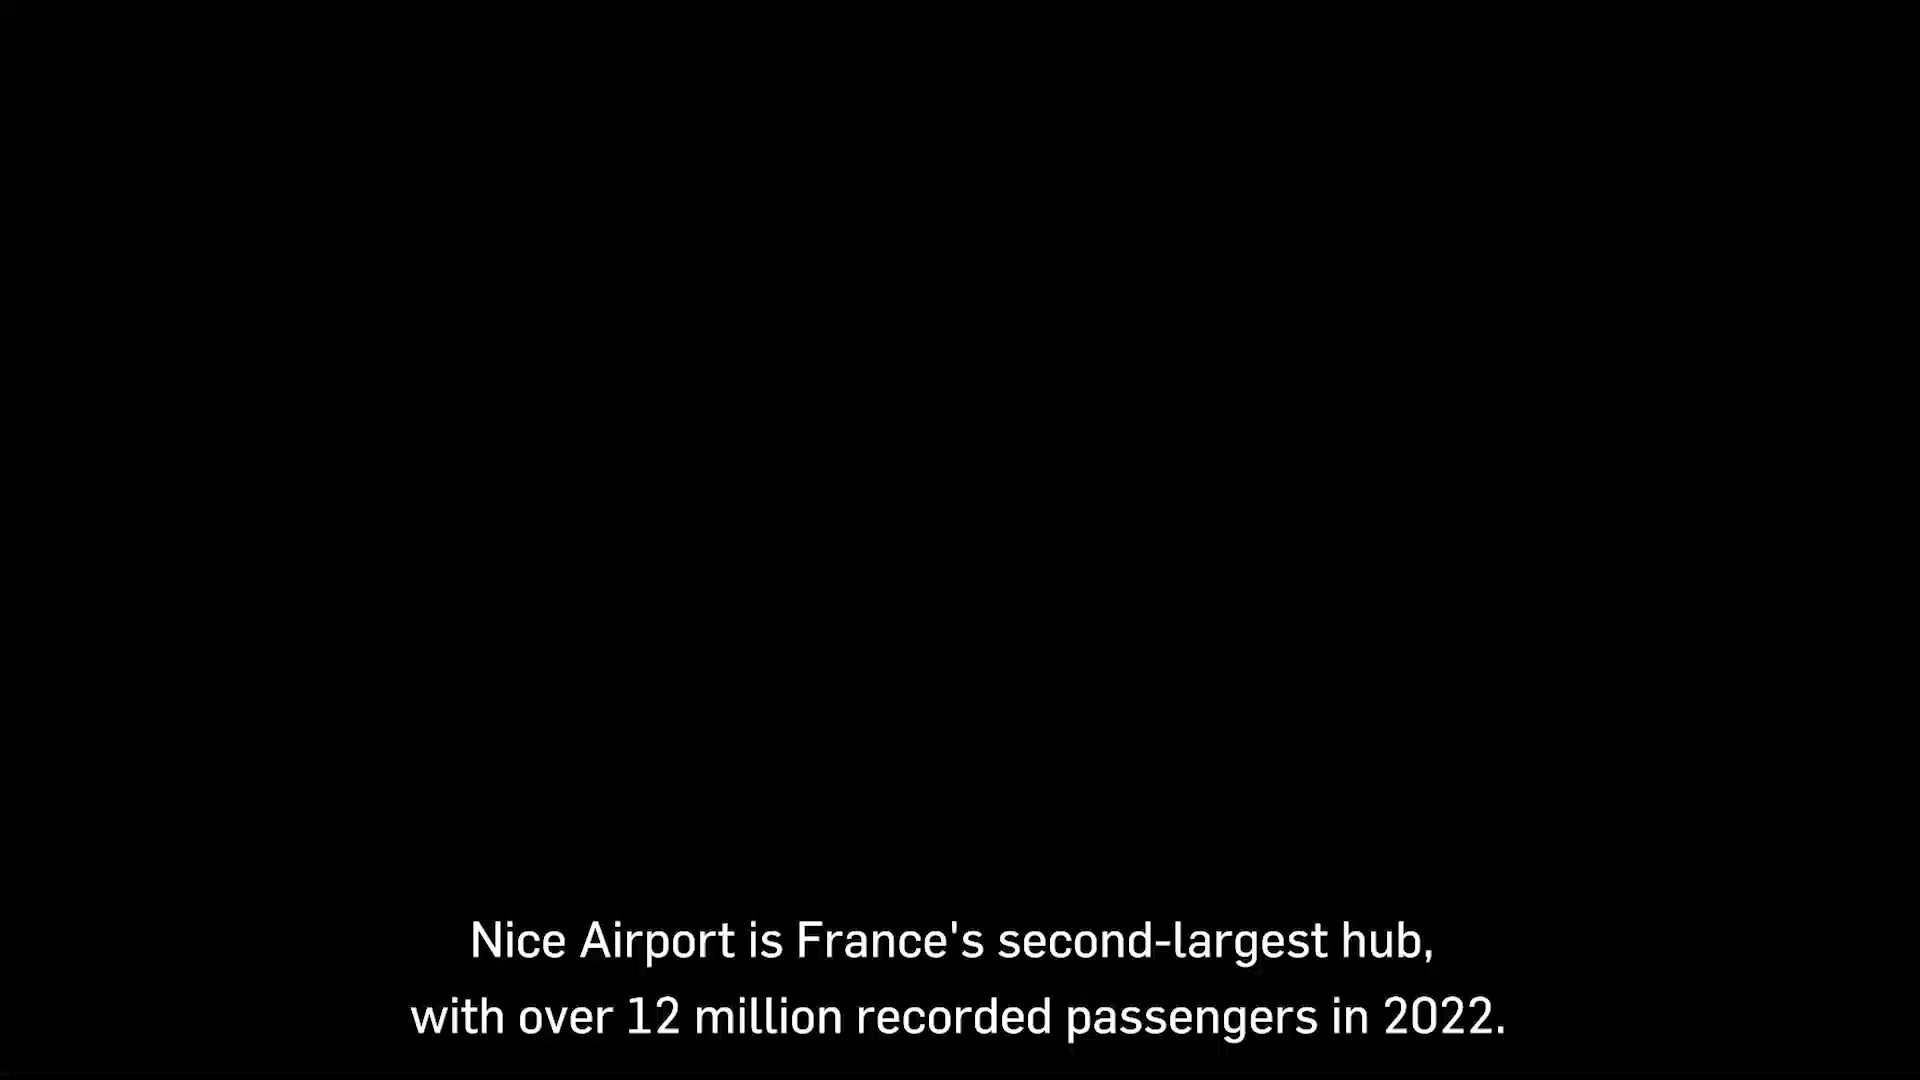 Nice Airport is France's second-largest hub,
with over 12 million recorded passengers in 2022.